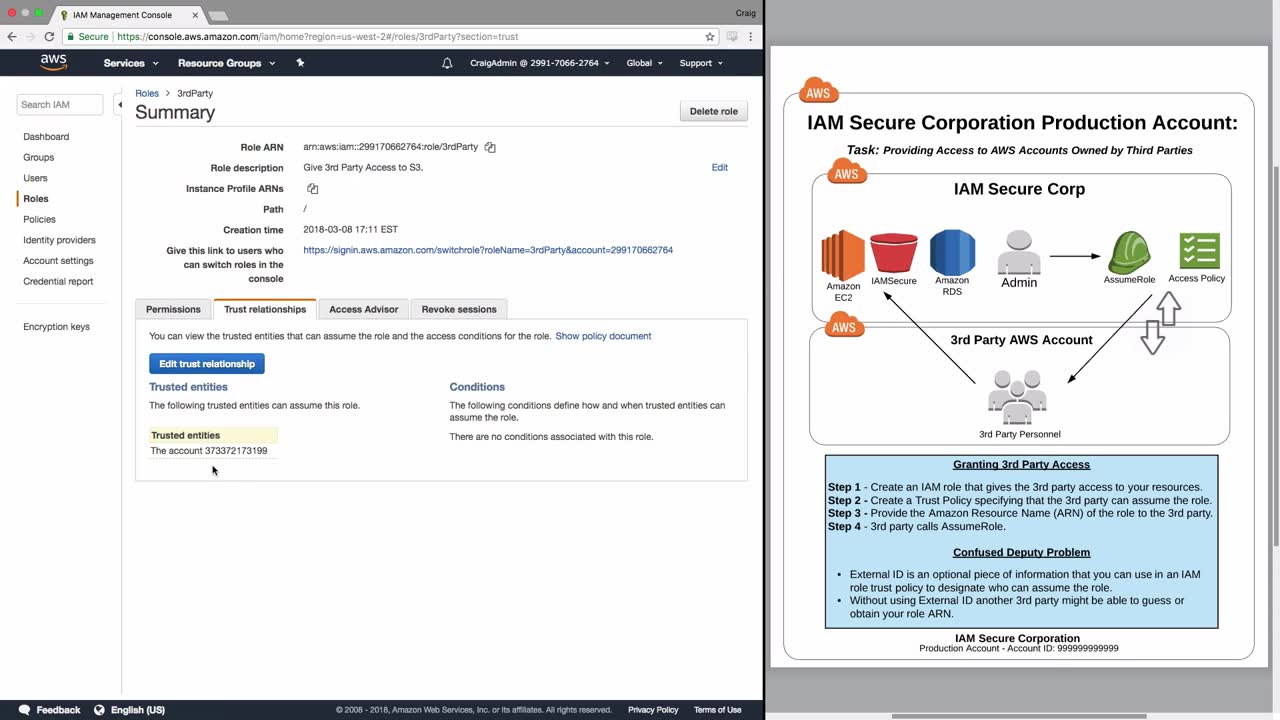 IAM Management Console
Craig
Secure | https://console.aws.amazon.com/iam/home?region=us-west-2#/roles/3rdParty?section=trust
aws
Services
Resource Groups
CraigAdmin @ 2991-7066-2764
Global
Support
Search IAM
Dashboard
Groups
Users
Roles
Policies
Identity providers
Account settings
Credential report
Encryption keys
Roles > 3rdParty
Summary
Delete role
Role ARN arn:aws:iam::299170662764:role/3rdParty
Role description Give 3rd Party Access to S3.
Edit
Instance Profile ARNs
Path /
Creation time 2018-03-08 17:11 EST
Give this link to users who https://signin.aws.amazon.com/switchrole?roleName=3rdParty&account=299170662764
can switch roles in the
console
Permissions
Trust relationships
Access Advisor
Revoke sessions
You can view the trusted entities that can assume the role and the access conditions for the role. Show policy document
Edit trust relationship
Trusted entities
The following trusted entities can assume this role.
Trusted entities
The account 373372173199
Conditions
The following conditions define how and when trusted entities can
assume the role.
There are no conditions associated with this role.
Feedback
English (US)
© 2008 - 2018, Amazon Web Services, Inc. or its affiliates. All rights reserved.
Privacy Policy
Terms of Use
AWS
IAM Secure Corporation Production Account:
Task: Providing Access to AWS Accounts Owned by Third Parties
AWS
IAM Secure Corp
Amazon
EC2
IAMSecure
Amazon
RDS
Admin
AssumeRole
Access Policy
AWS
3rd Party AWS Account
3rd Party Personnel
Granting 3rd Party Access
Step 1 - Create an IAM role that gives the 3rd party access to your resources.
Step 2 - Create a Trust Policy specifying that the 3rd party can assume the role.
Step 3 - Provide the Amazon Resource Name (ARN) of the role to the 3rd party.
Step 4 - 3rd party calls AssumeRole.
Confused Deputy Problem
• External ID is an optional piece of information that you can use in an IAM
role trust policy to designate who can assume the role.
• Without using External ID another 3rd party might be able to guess or
obtain your role ARN.
IAM Secure Corporation
Production Account - Account ID: 999999999999